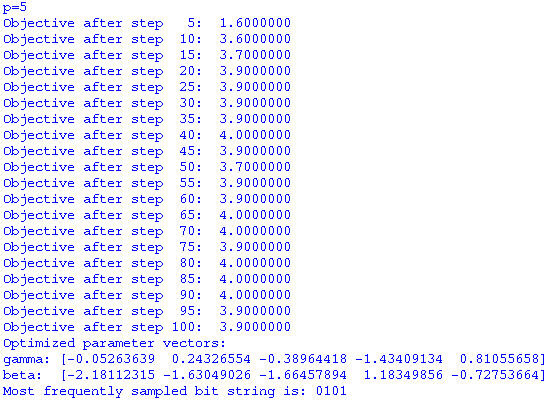 p=5
Objective after step   5:  1.6000000
Objective after step  10:  3.6000000
Objective after step  15:  3.7000000
Objective after step  20:  3.9000000
Objective after step  25:  3.9000000
Objective after step  30:  3.9000000
Objective after step  35:  3.9000000
Objective after step  40:  4.0000000
Objective after step  45:  3.9000000
Objective after step  50:  3.7000000
Objective after step  55:  3.9000000
Objective after step  60:  3.9000000
Objective after step  65:  4.0000000
Objective after step  70:  4.0000000
Objective after step  75:  3.9000000
Objective after step  80:  4.0000000
Objective after step  85:  4.0000000
Objective after step  90:  4.0000000
Objective after step  95:  3.9000000
Objective after step 100:  3.9000000
Optimized parameter vectors:
gamma: [-0.05263639  0.24326554 -0.38964418 -1.43409134  0.81055658]
beta:  [-2.18112315 -1.63049026 -1.66457894  1.18349856 -0.72753664]
Most frequently sampled bit string is: 0101